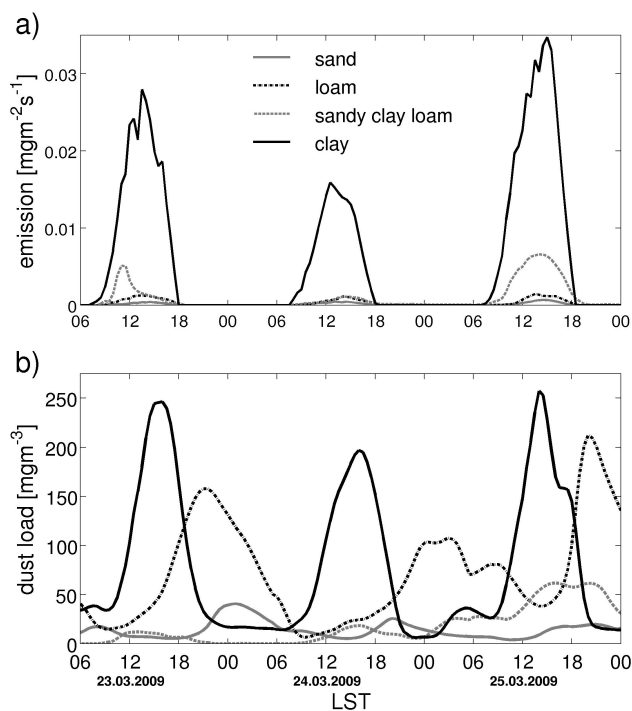 a)
emission [mgm⁻²s⁻¹]
0.03
0.02
0.01
0
sand
loam
sandy clay loam
clay
06 12 18 00 06 12 18 00 06 12 18 00
b)
dust load [mgm⁻³]
250
200
150
100
50
0
06 12 18 00 06 12 18 00 06 12 18 00
23.03.2009 24.03.2009 25.03.2009
LST